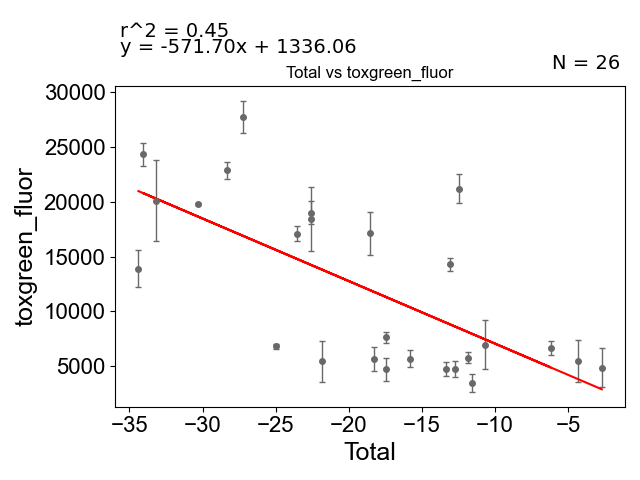 r^2 = 0.45
y = -571.70x + 1336.06
N = 26
Total vs toxgreen_fluor
30000
25000
20000
15000
10000
5000
toxgreen_fluor
−35
−30
−25
−20
−15
−10
−5
Total